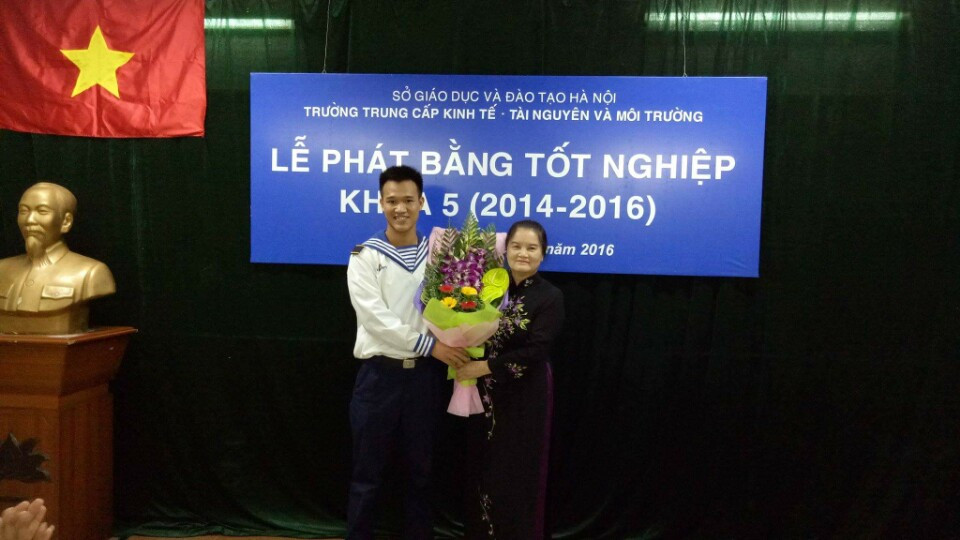 SỞ GIÁO DỤC VÀ ĐÀO TẠO HÀ NỘI
TRƯỜNG TRUNG CẤP KINH TẾ - TÀI NGUYÊN VÀ MÔI TRƯỜNG
LỄ PHÁT BẰNG TỐT NGHIỆP
5 (2014-2016)
năm 2016